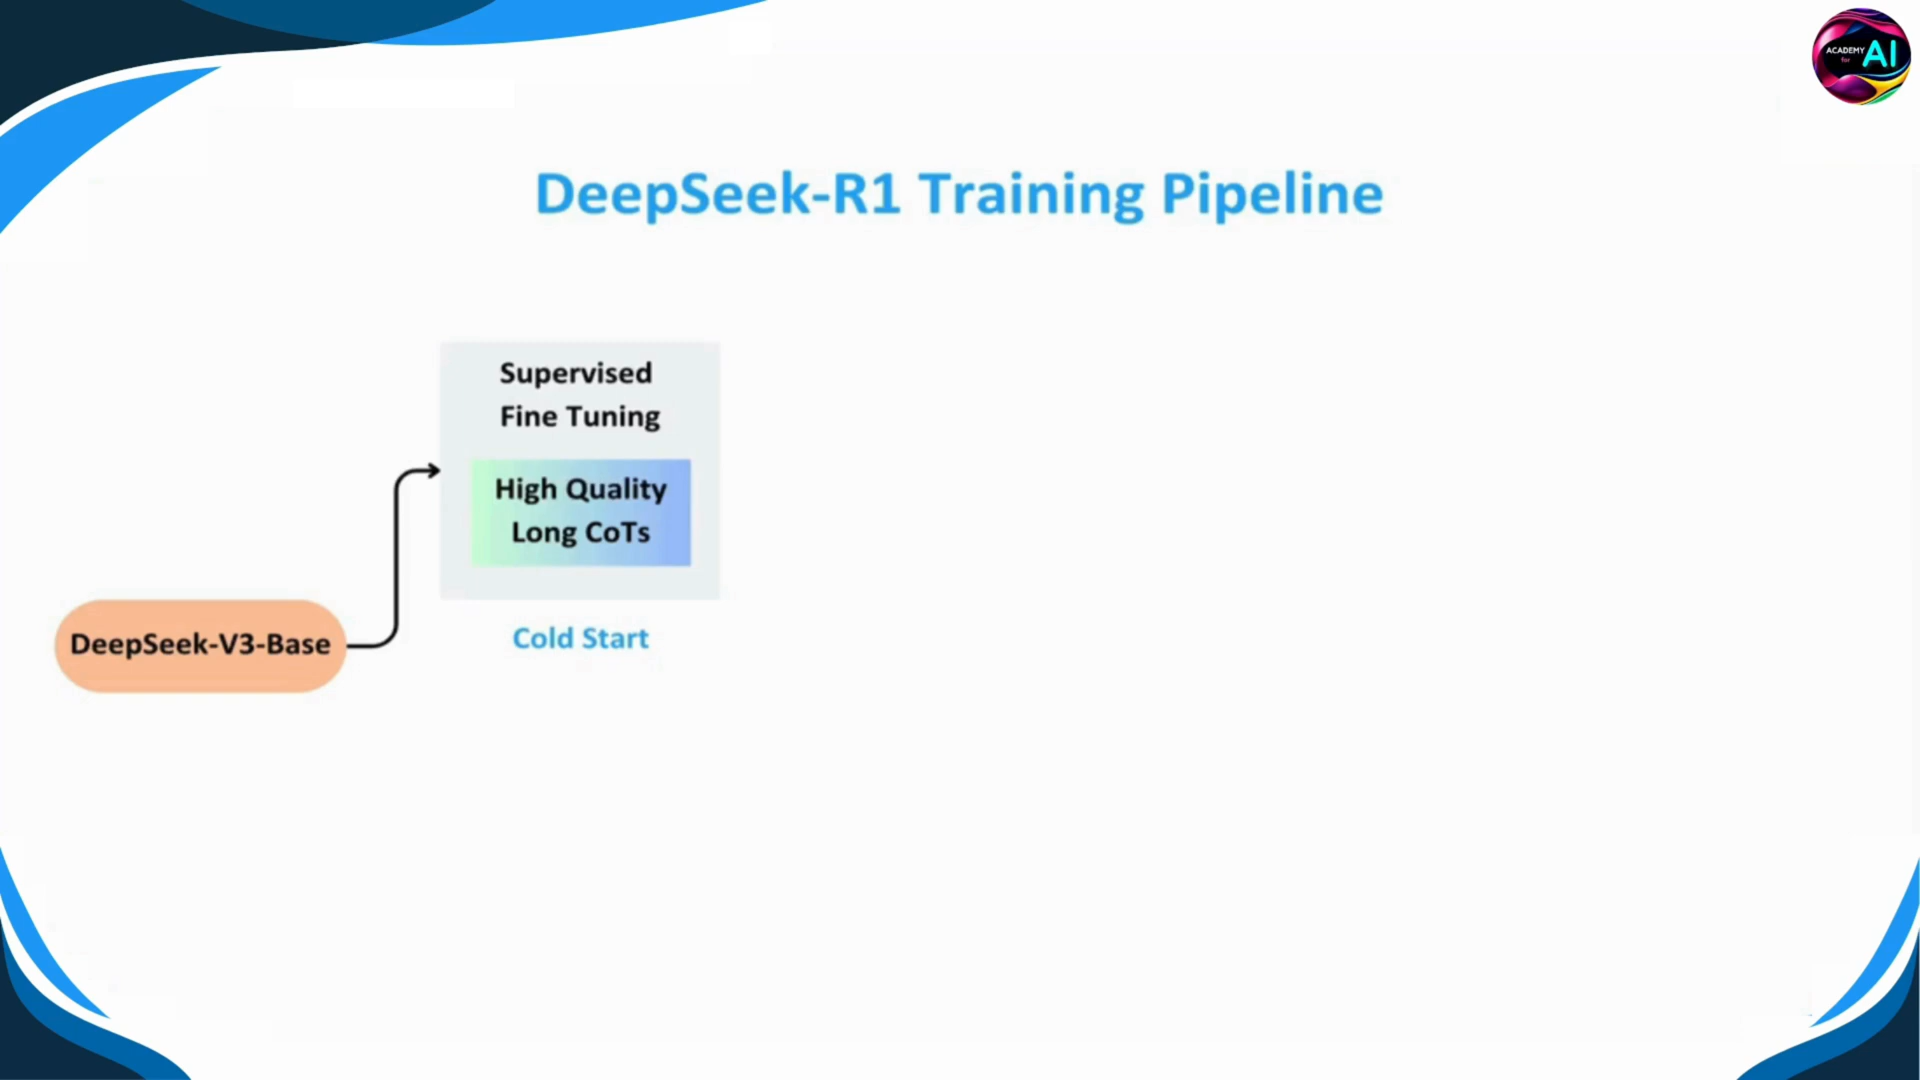 ACADEMY
for
AI
DeepSeek-R1 Training Pipeline
Supervised
Fine Tuning
High Quality
Long CoTs
Cold Start
DeepSeek-V3-Base